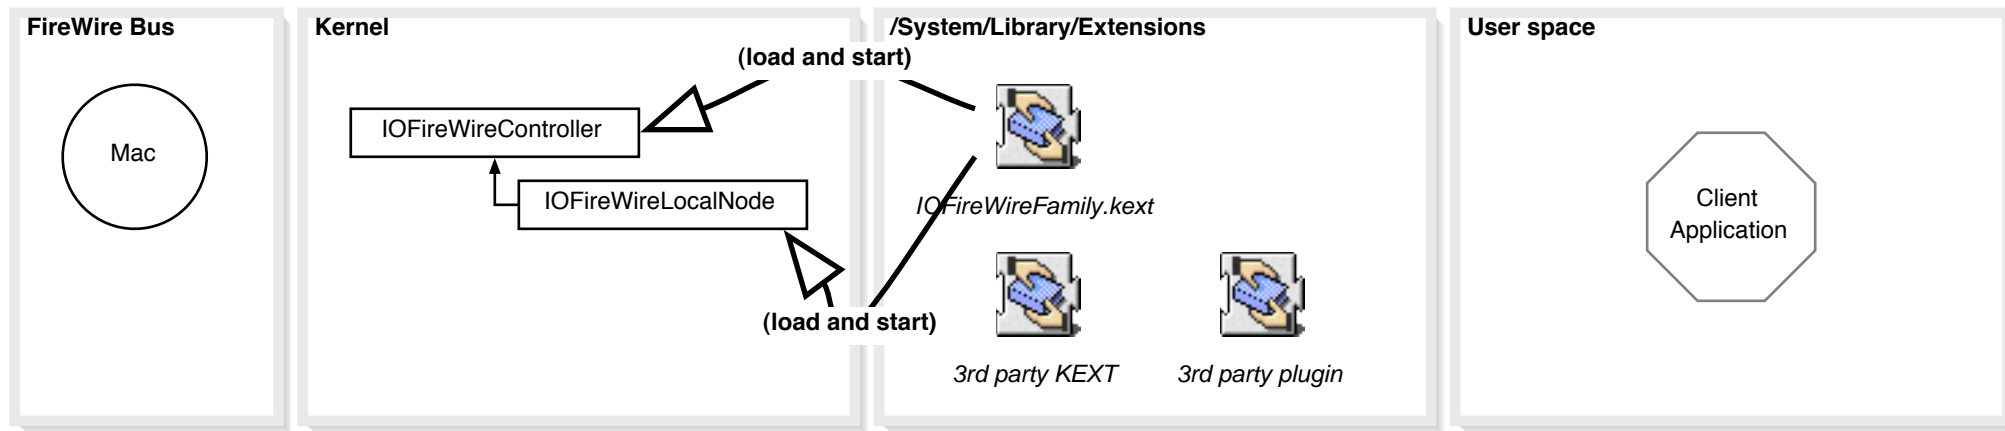 FireWire Bus
Mac
Kernel
IOFireWireController
IOFireWireLocalNode
/System/Library/Extensions
(load and start)
IOFireWireFamily.kext
(load and start)
3rd party KEXT
3rd party plugin
User space
Client
Application